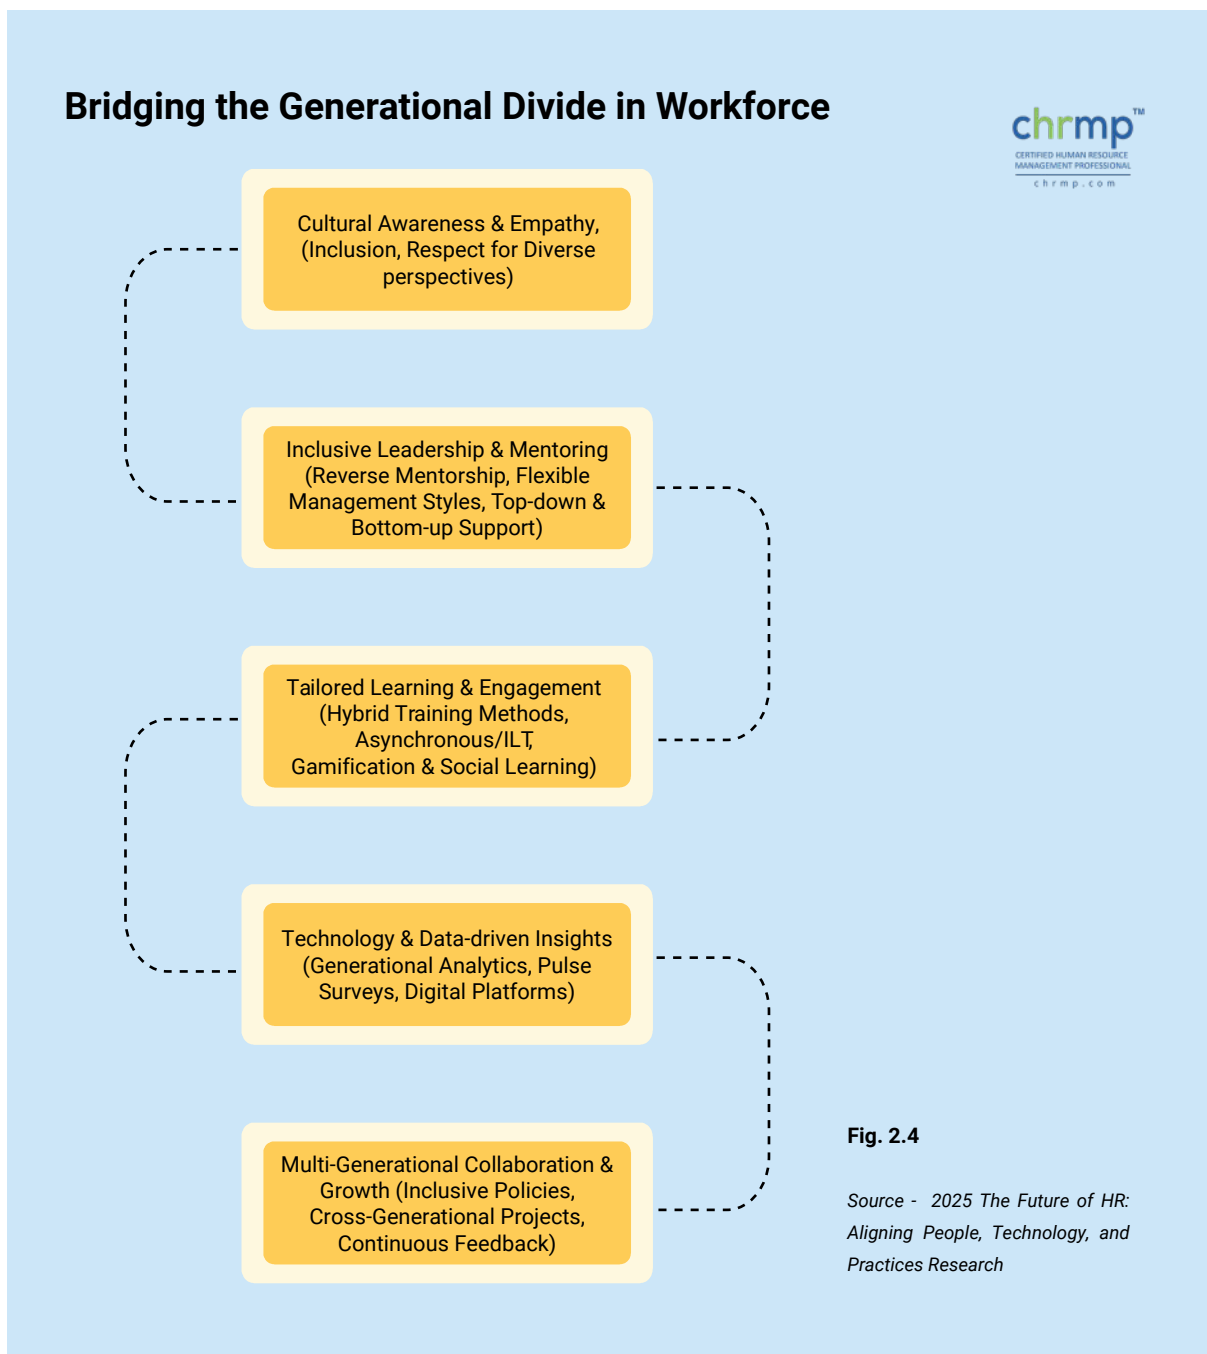 Bridging the Generational Divide in Workforce
chrmp™
CERTIFIED HUMAN RESOURCE
MANAGEMENT PROFESSIONAL
chrmp.com
Cultural Awareness & Empathy,
(Inclusion, Respect for Diverse
perspectives)
Inclusive Leadership & Mentoring
(Reverse Mentorship, Flexible
Management Styles, Top-down &
Bottom-up Support)
Tailored Learning & Engagement
(Hybrid Training Methods,
Asynchronous/ILT,
Gamification & Social Learning)
Technology & Data-driven Insights
(Generational Analytics, Pulse
Surveys, Digital Platforms)
Multi-Generational Collaboration &
Growth (Inclusive Policies,
Cross-Generational Projects,
Continuous Feedback)
Fig. 2.4
Source - 2025 The Future of HR:
Aligning People, Technology, and
Practices Research